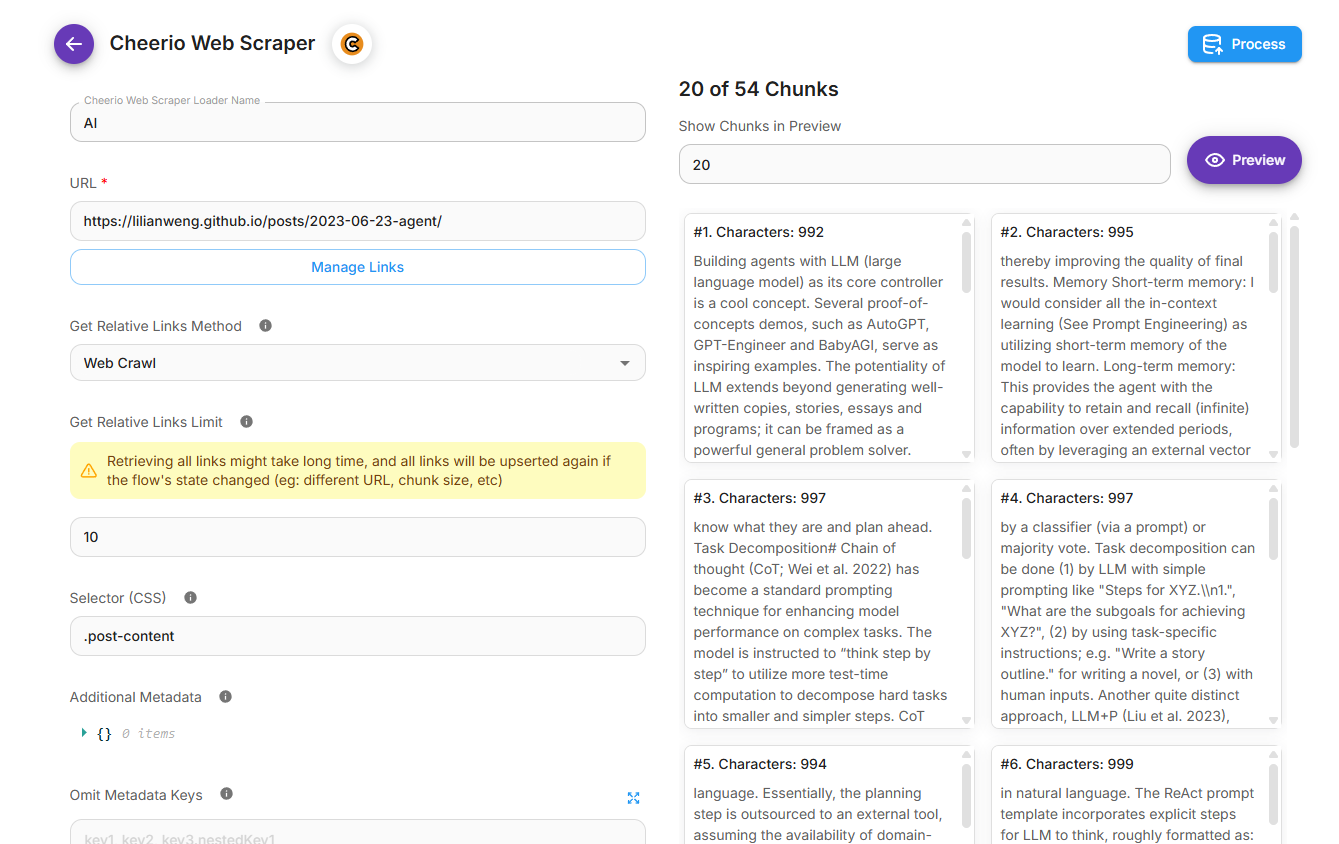 Cheerio Web Scraper
Process
Cheerio Web Scraper Loader Name
AI
URL *
https://lilianweng.github.io/posts/2023-06-23-agent/
Manage Links
Get Relative Links Method
Web Crawl
Get Relative Links Limit
Retrieving all links might take long time, and all links will be upserted again if
the flow's state changed (eg: different URL, chunk size, etc)
10
Selector (CSS)
.post-content
Additional Metadata
{} 0 items
Omit Metadata Keys
key1, key2, key3.nestedKey1
20 of 54 Chunks
Show Chunks in Preview
20
Preview
#1. Characters: 992
Building agents with LLM (large
language model) as its core controller
is a cool concept. Several proof-of-
concepts demos, such as AutoGPT,
GPT-Engineer and BabyAGI, serve as
inspiring examples. The potentiality of
LLM extends beyond generating well-
written copies, stories, essays and
programs; it can be framed as a
powerful general problem solver.
#2. Characters: 995
thereby improving the quality of final
results. Memory Short-term memory: I
would consider all the in-context
learning (See Prompt Engineering) as
utilizing short-term memory of the
model to learn. Long-term memory:
This provides the agent with the
capability to retain and recall (infinite)
information over extended periods,
often by leveraging an external vector
#3. Characters: 997
know what they are and plan ahead.
Task Decomposition# Chain of
thought (CoT; Wei et al. 2022) has
become a standard prompting
technique for enhancing model
performance on complex tasks. The
model is instructed to “think step by
step” to utilize more test-time
computation to decompose hard tasks
into smaller and simpler steps. CoT
#4. Characters: 997
by a classifier (via a prompt) or
majority vote. Task decomposition can
be done (1) by LLM with simple
prompting like "Steps for XYZ.\\n1.",
"What are the subgoals for achieving
XYZ?", (2) by using task-specific
instructions; e.g. "Write a story
outline." for writing a novel, or (3) with
human inputs. Another quite distinct
approach, LLM+P (Liu et al. 2023),
#5. Characters: 994
language. Essentially, the planning
step is outsourced to an external tool,
assuming the availability of domain-
#6. Characters: 999
in natural language. The ReAct prompt
template incorporates explicit steps
for LLM to think, roughly formatted as: